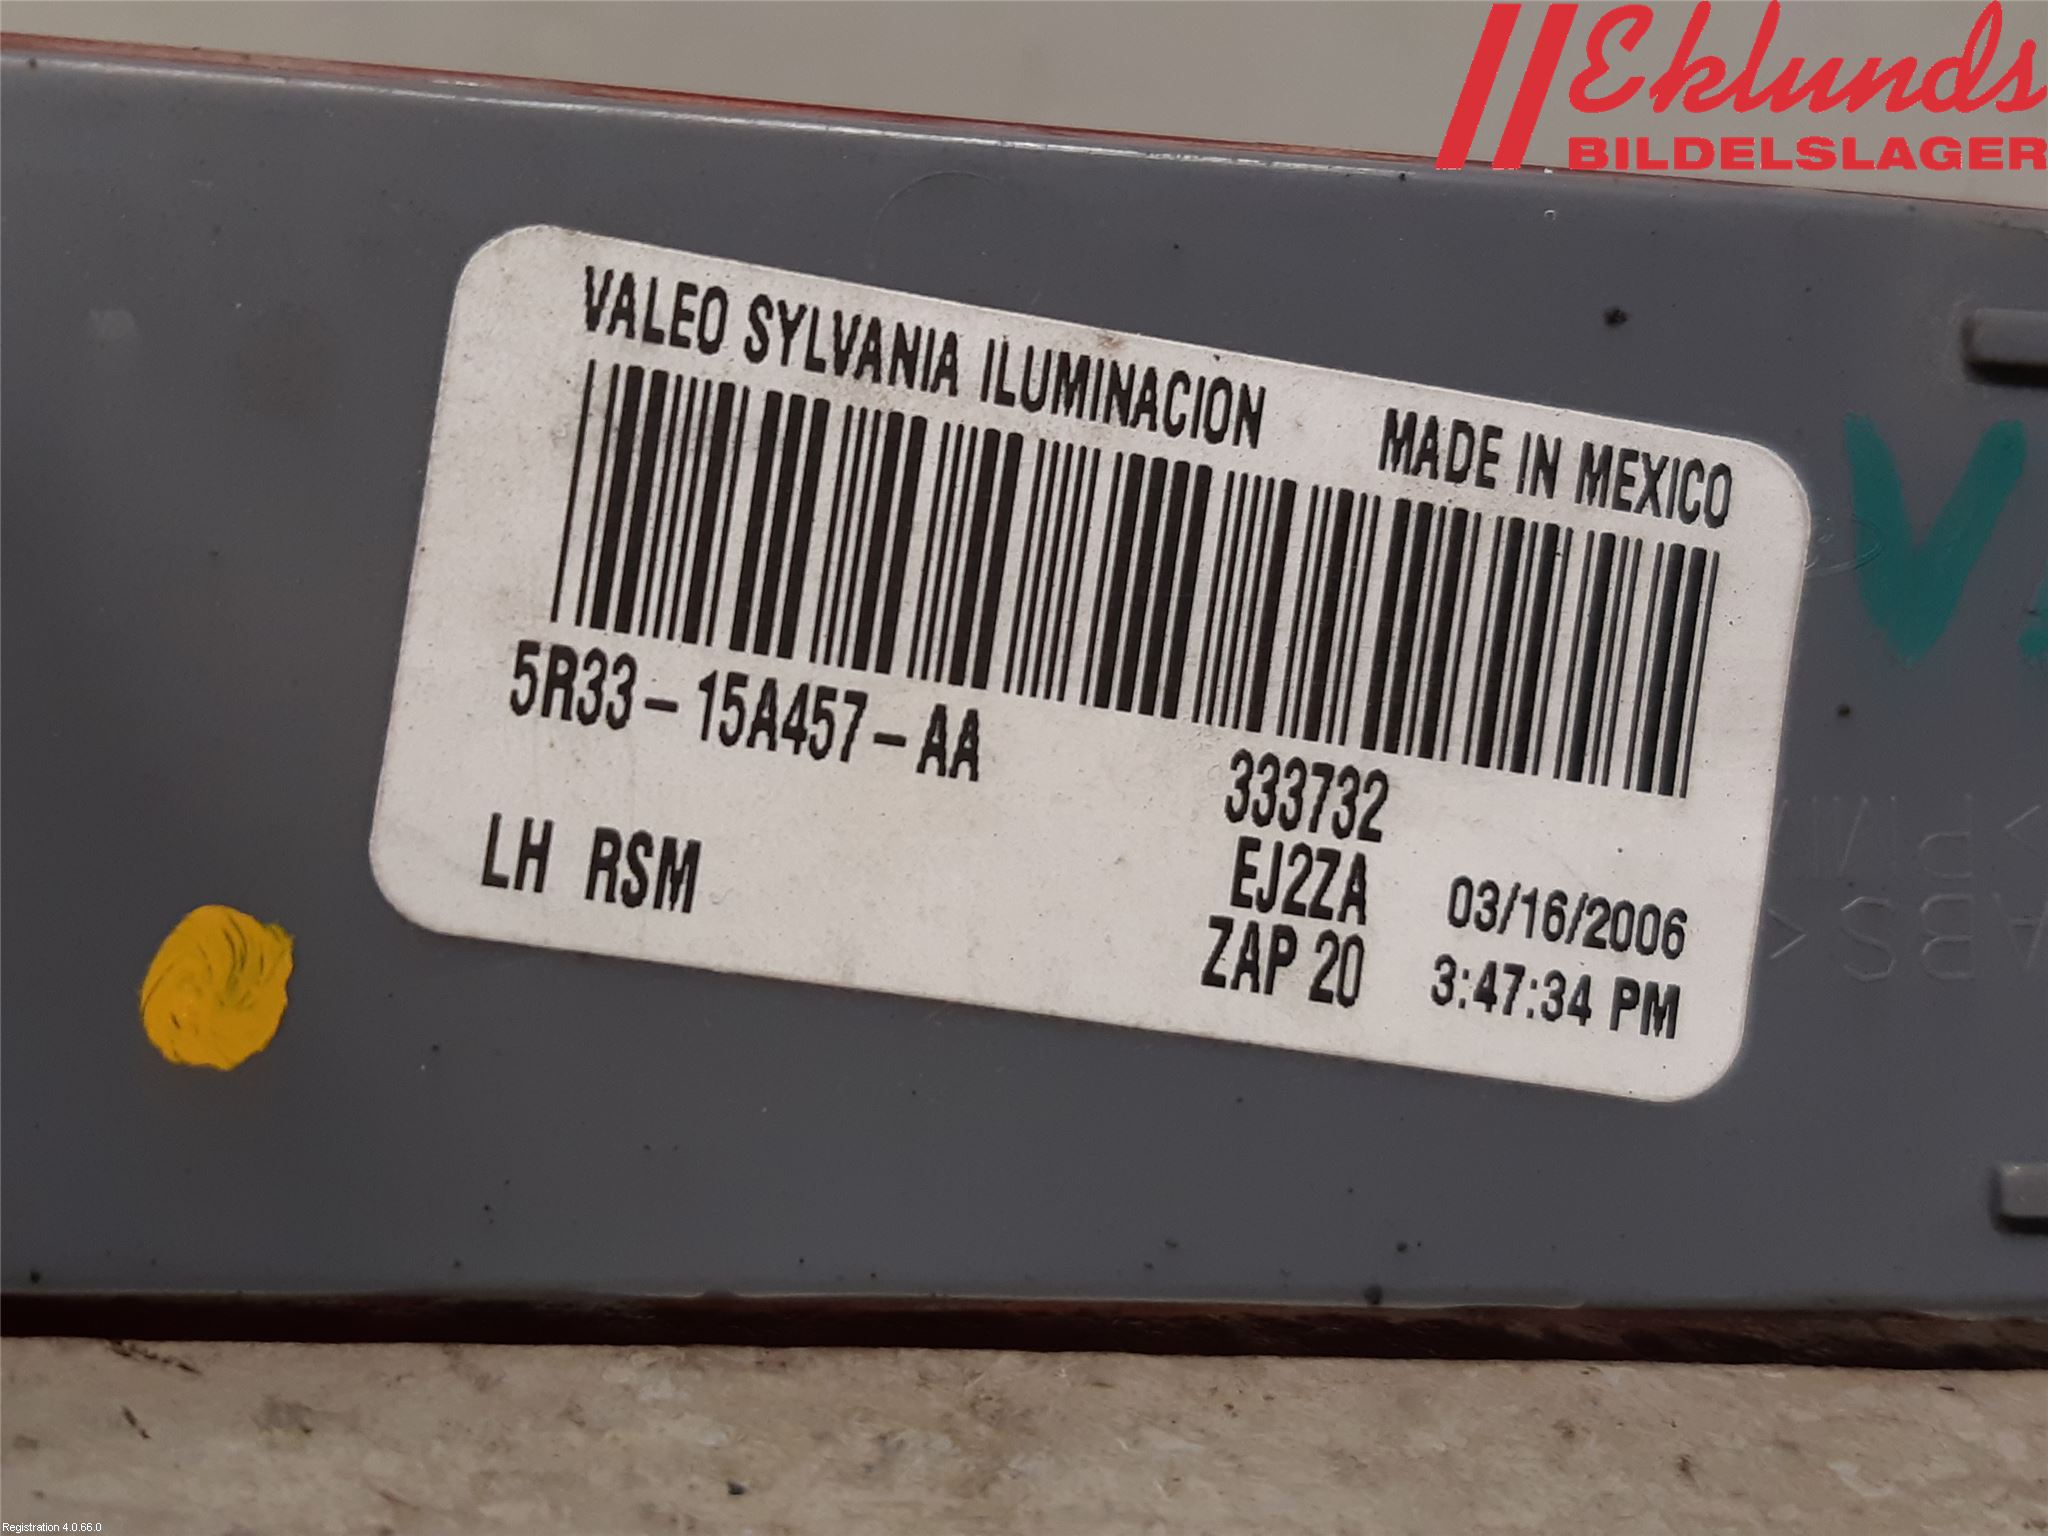 Eklunds
BILDELSLAGER
VALEO SYLVANIA ILUMINACION MADE IN MEXICO
5R33-15A457-AA
333732
LH RSM
EJ2ZA 03/16/2006
ZAP 20 3:47:34 PM
V
Registration 4.0.66.0